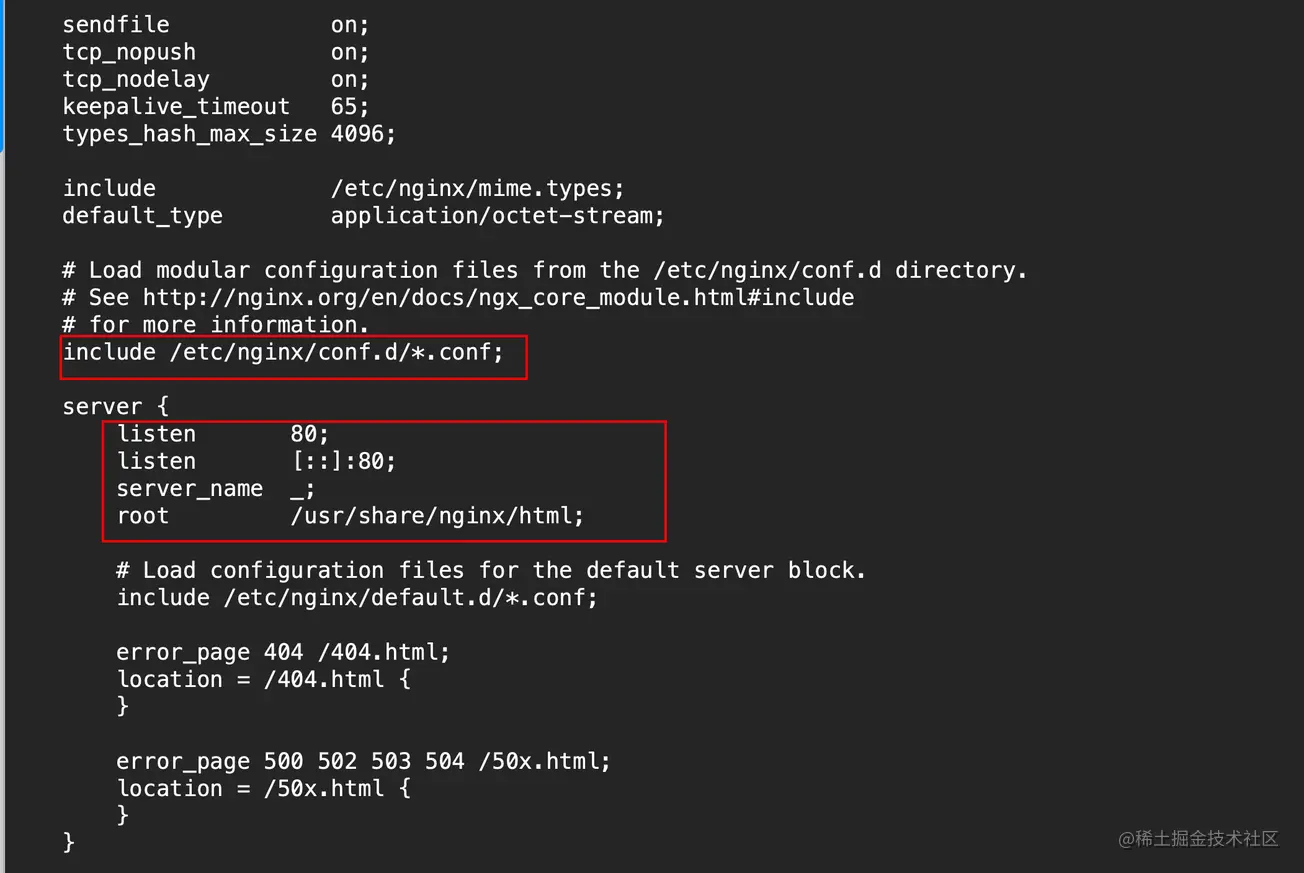 sendfile            on;
tcp_nopush          on;
tcp_nodelay         on;
keepalive_timeout   65;
types_hash_max_size 4096;
include             /etc/nginx/mime.types;
default_type        application/octet-stream;
# Load modular configuration files from the /etc/nginx/conf.d directory.
# See http://nginx.org/en/docs/ngx_core_module.html#include
# for more information.
include /etc/nginx/conf.d/*.conf;
server {
    listen       80;
    listen       [::]:80;
    server_name  _;
    root         /usr/share/nginx/html;
    # Load configuration files for the default server block.
    include /etc/nginx/default.d/*.conf;
    error_page 404 /404.html;
    location = /404.html {
    }
    error_page 500 502 503 504 /50x.html;
    location = /50x.html {
    }
}
@稀土掘金技术社区